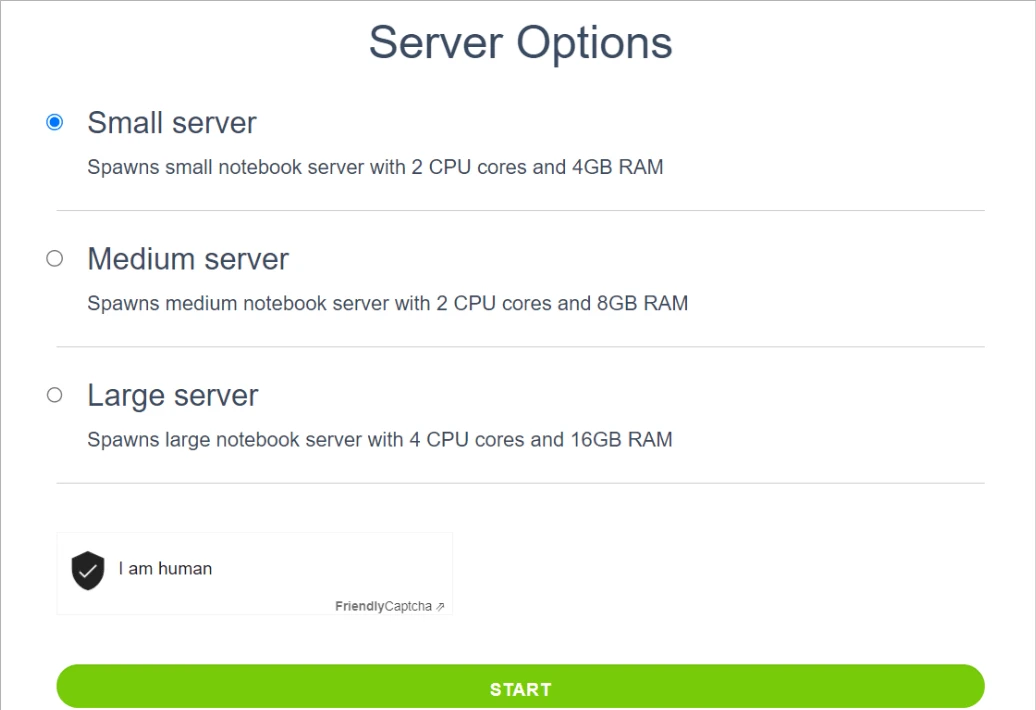 Server Options
Small server
Spawns small notebook server with 2 CPU cores and 4GB RAM
Medium server
Spawns medium notebook server with 2 CPU cores and 8GB RAM
Large server
Spawns large notebook server with 4 CPU cores and 16GB RAM
I am human
FriendlyCaptcha ⇗
START